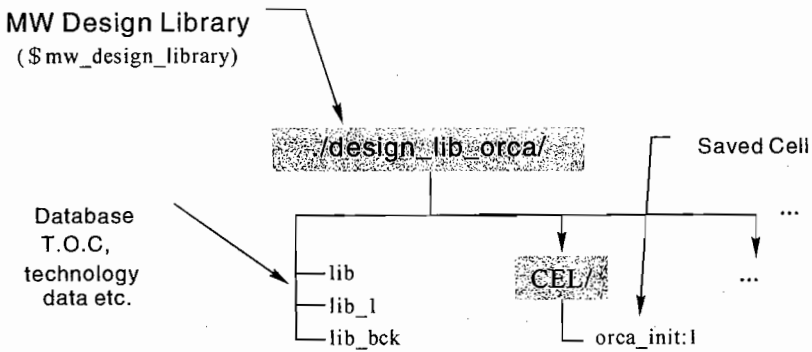 MW Design Library
($mw_design_library)
./design_lib_orca/
Saved Cell
Database
T.O.C,
technology
data etc.
...
lib
lib_1
lib_bck
CEL/
...
orca_init:1